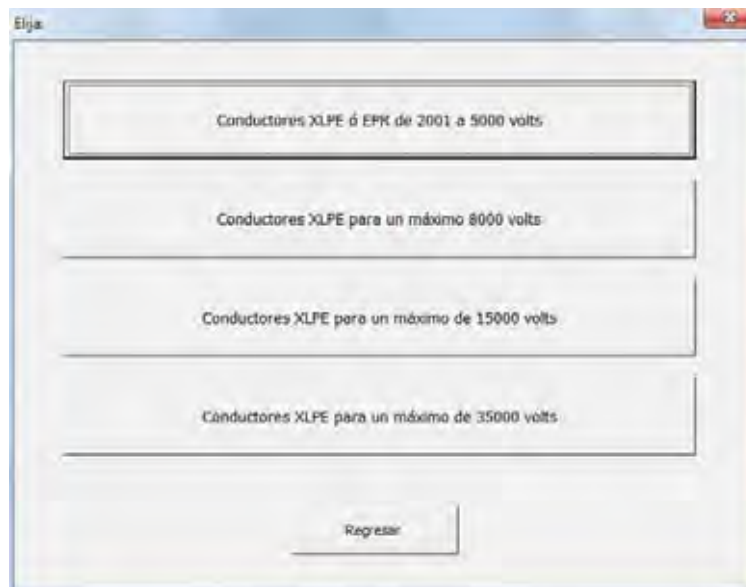 Elija:
Conductores XLPE ó EPR de 2001 a 5000 volts
Conductores XLPE para un máximo 8000 volts
Conductores XLPE para un máximo de 15000 volts
Conductores XLPE para un máximo de 35000 volts
Regresar